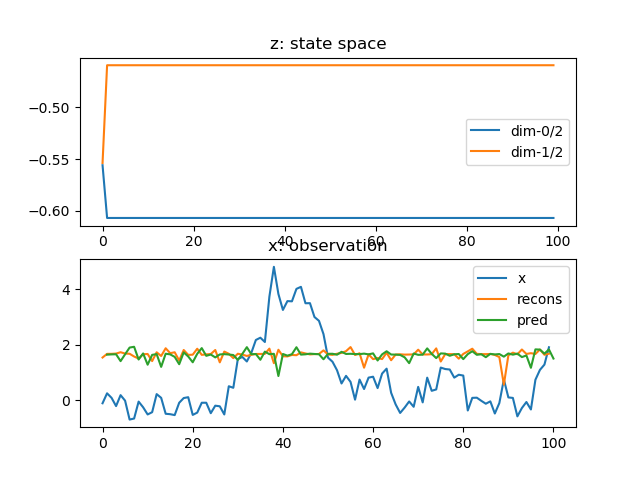 z: state space
−0.50
−0.55
−0.60
dim-0/2
dim-1/2
0 20 40 60 80 100
x: observation
4
2
0
x
recons
pred
0 20 40 60 80 100